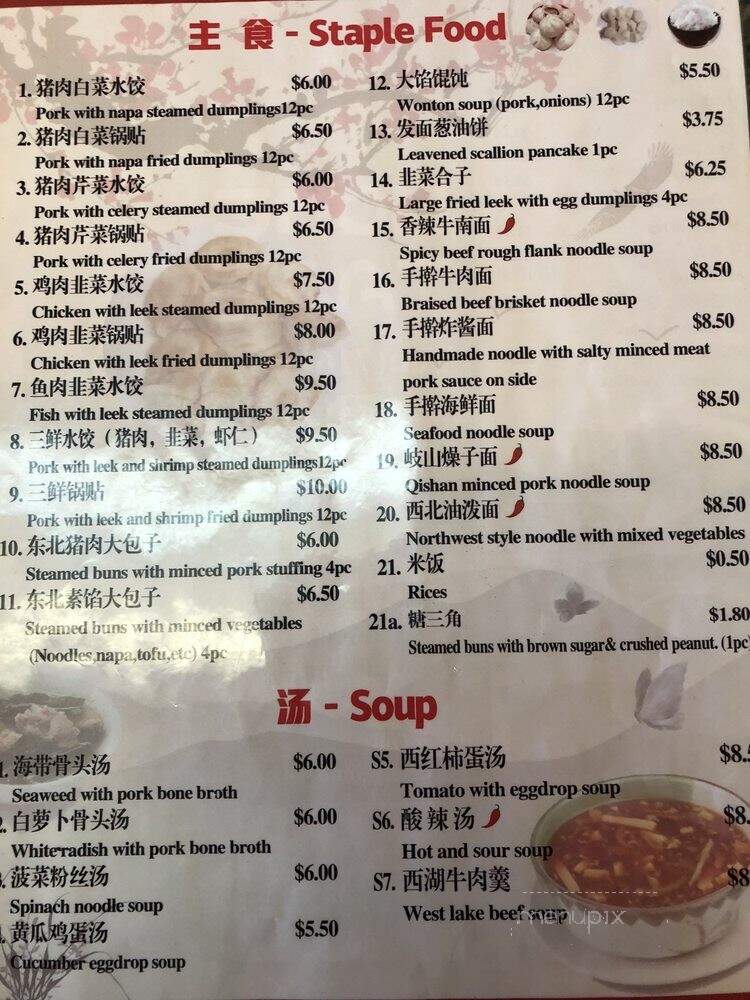 主 食 - Staple Food
1. 猪肉白菜水饺 $6.00
Pork with napa steamed dumplings12pc
2. 猪肉白菜锅贴 $6.50
Pork with napa fried dumplings 12pc
3. 猪肉芹菜水饺 $6.00
Pork with celery steamed dumplings 12pc
4. 猪肉芹菜锅贴 $6.50
Pork with celery fried dumplings 12pc
5. 鸡肉韭菜水饺 $7.50
Chicken with leek steamed dumplings 12pc
6. 鸡肉韭菜锅贴 $8.00
Chicken with leek fried dumplings 12pc
7. 鱼肉韭菜水饺 $9.50
Fish with leek steamed dumplings 12pc
8. 三鲜水饺（猪肉，韭菜，虾仁） $9.50
Pork with leek and shrimp steamed dumplings12pc
9. 三鲜锅贴 $10.00
Pork with leek and shrimp fried dumplings 12pc
10. 东北猪肉大包子 $6.00
Steamed buns with minced pork stuffing 4pc
11. 东北素馅大包子 $6.50
Steamed buns with minced vegetables
(Noodles,napa,tofu,etc) 4pc
12. 大馅馄饨 $5.50
Wonton soup (pork,onions) 12pc
13. 发面葱油饼 $3.75
Leavened scallion pancake 1pc
14. 韭菜合子 $6.25
Large fried leek with egg dumplings 4pc
15. 香辣牛南面 $8.50
Spicy beef rough flank noodle soup
16. 手擀牛肉面 $8.50
Braised beef brisket noodle soup
17. 手擀炸酱面 $8.50
Handmade noodle with salty minced meat
pork sauce on side
18. 手擀海鲜面 $8.50
Seafood noodle soup
19. 岐山燥子面 $8.50
Qishan minced pork noodle soup
20. 西北油泼面 $8.50
Northwest style noodle with mixed vegetables
21. 米饭 $0.50
Rices
21a. 糖三角 $1.80
Steamed buns with brown sugar& crushed peanut. (1pc
汤 - Soup
. 海带骨头汤 $6.00
Seaweed with pork bone broth
. 白萝卜骨头汤 $6.00
White radish with pork bone broth
. 菠菜粉丝汤 $6.00
Spinach noodle soup
. 黄瓜鸡蛋汤 $5.50
Cucumber eggdrop soup
S5. 西红柿蛋汤 $8.
Tomato with eggdrop soup
S6. 酸辣汤 $8.
Hot and sour soup
S7. 西湖牛肉羹 $8
West lake beef soup
menupix